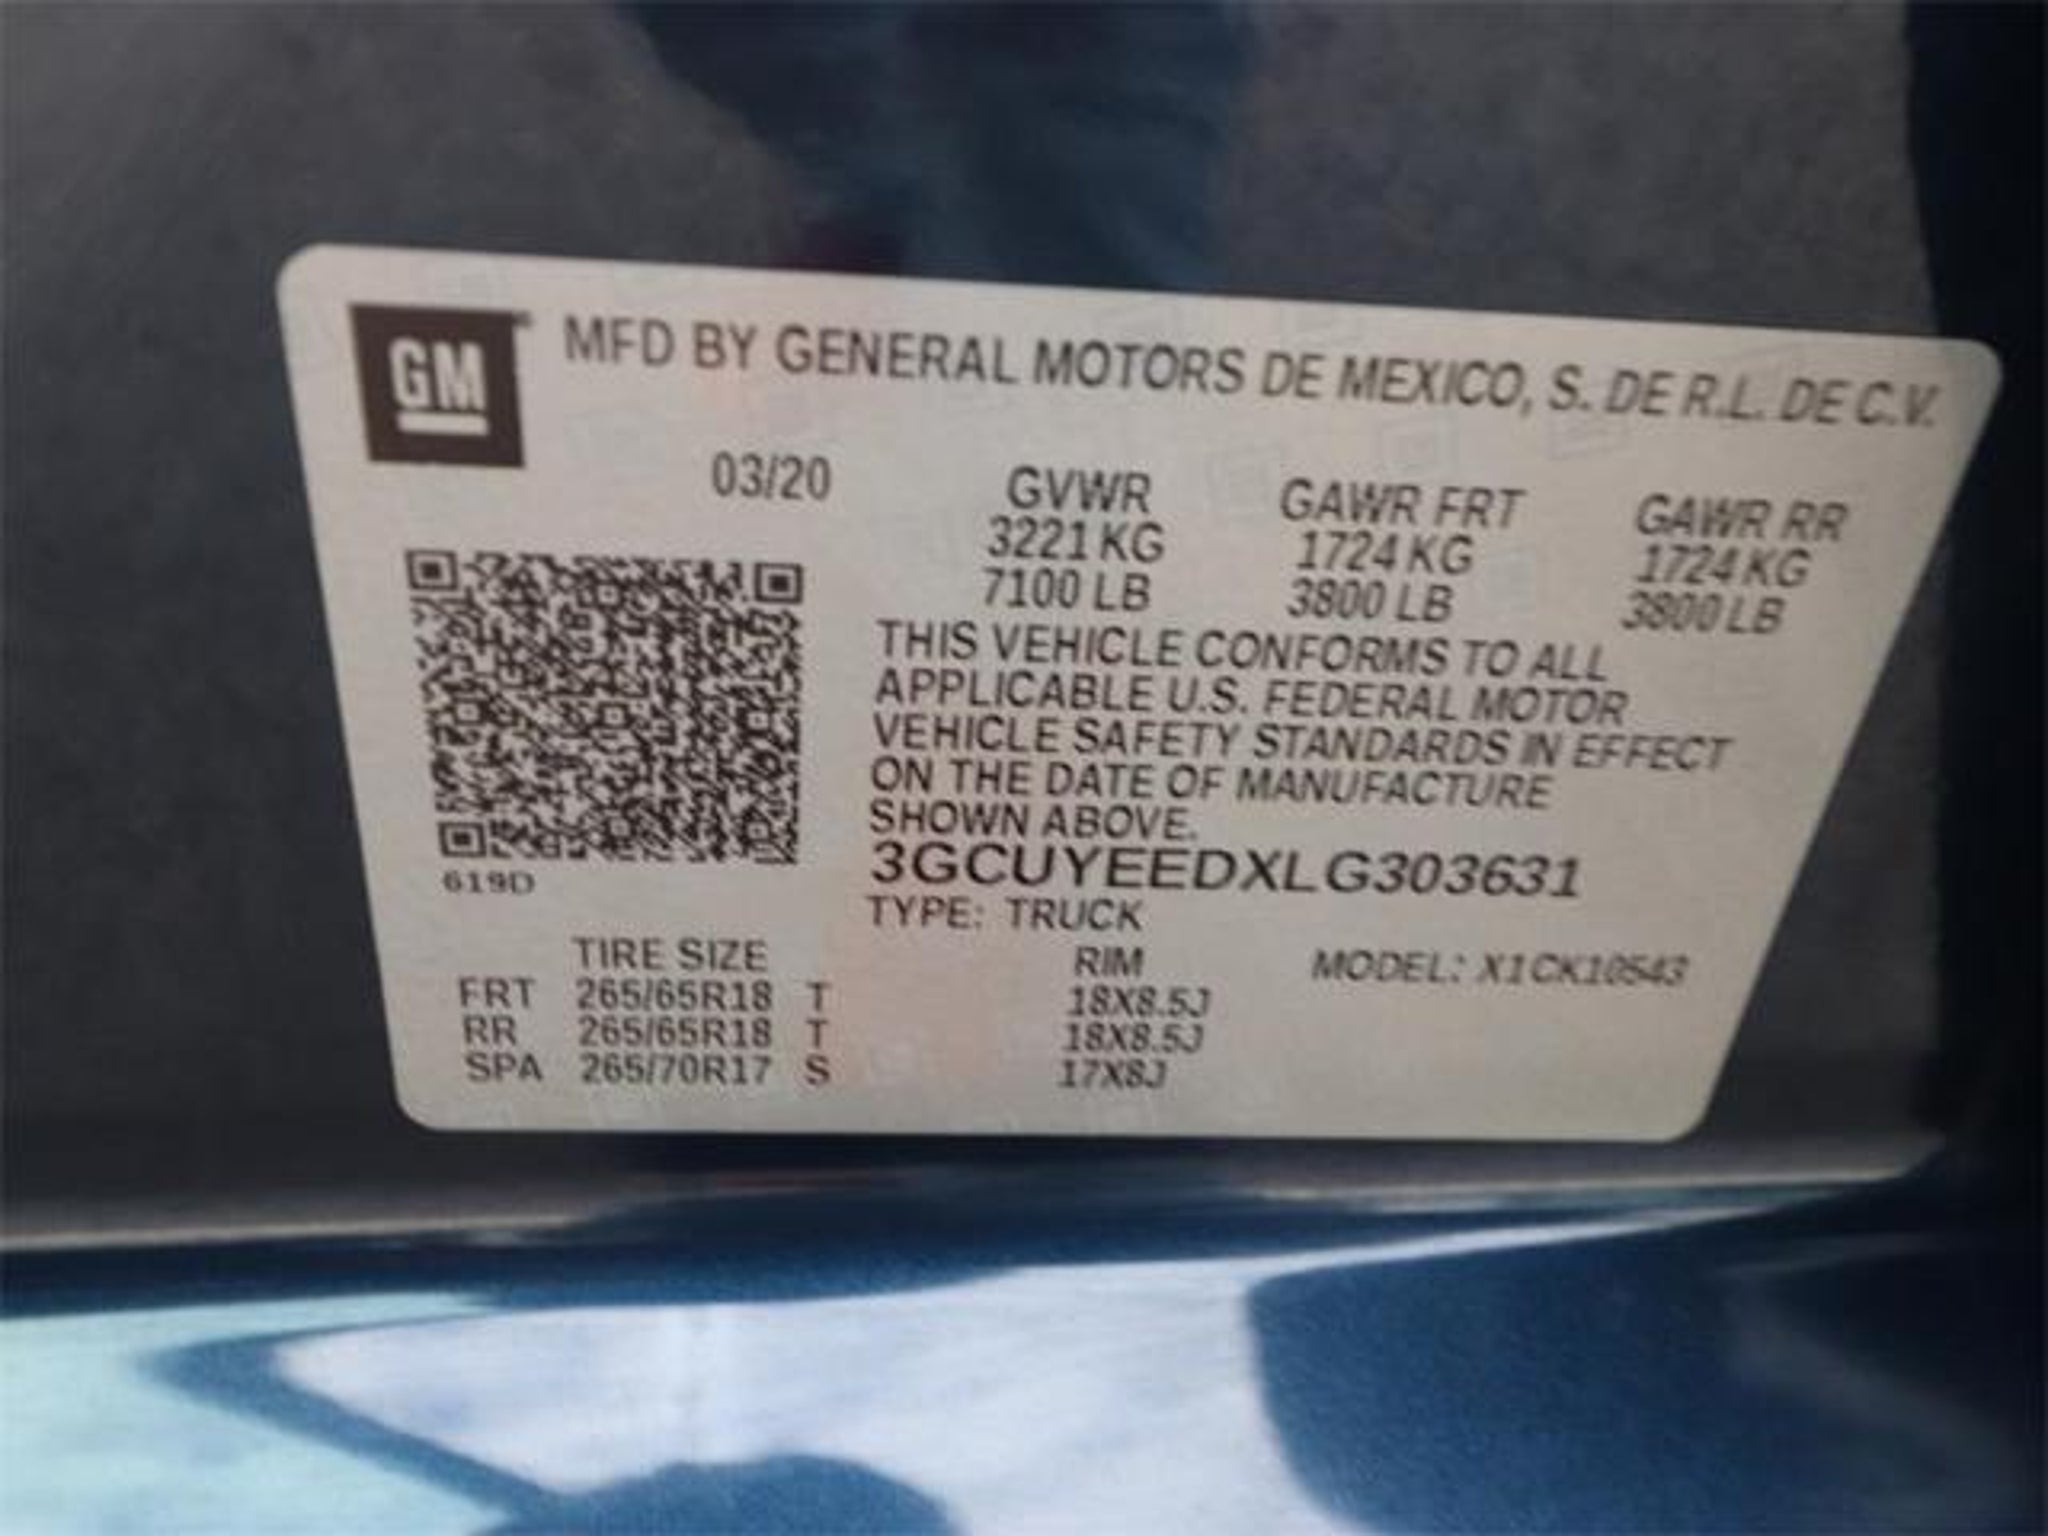 GM
MFD BY GENERAL MOTORS DE MEXICO, S. DE R.L. DE C.V.
03/20
GVWR GAWR FRT GAWR RR
3221 KG 1724 KG 1724 KG
7100 LB 3800 LB 3800 LB
THIS VEHICLE CONFORMS TO ALL
APPLICABLE U.S. FEDERAL MOTOR
VEHICLE SAFETY STANDARDS IN EFFECT
ON THE DATE OF MANUFACTURE
SHOWN ABOVE.
3GCUYEEDXLG303631
619D
TYPE: TRUCK
TIRE SIZE RIM MODEL: X1CK10543
FRT 265/65R18 T 18X8.5J
RR 265/65R18 T 18X8.5J
SPA 265/70R17 S 17X8J